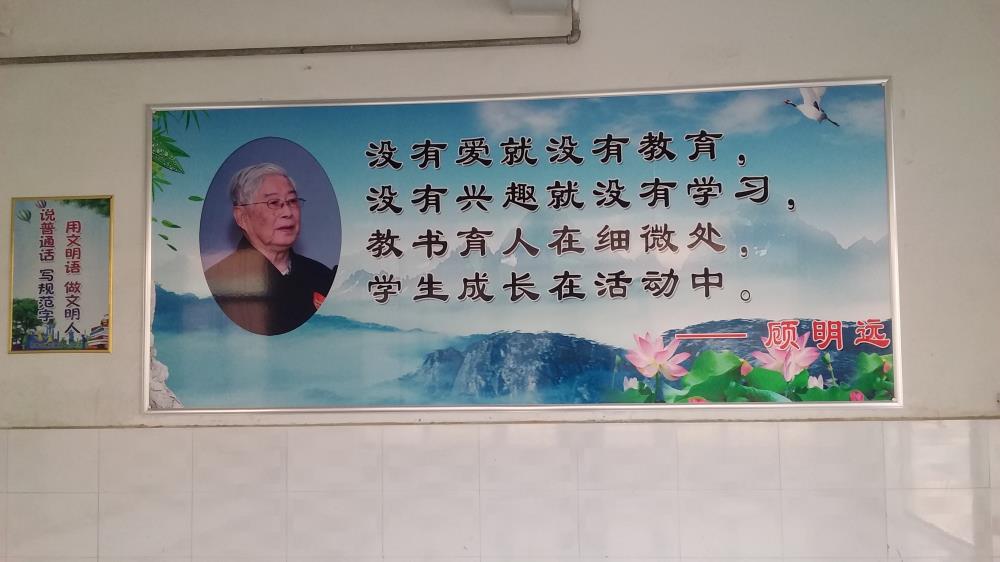 没有爱就没有教育，
没有兴趣就没有学习，
教书育人在细微处，
学生成长在活动中。
—— 顾明远
用文明语 做文明人
说普通话 写规范字